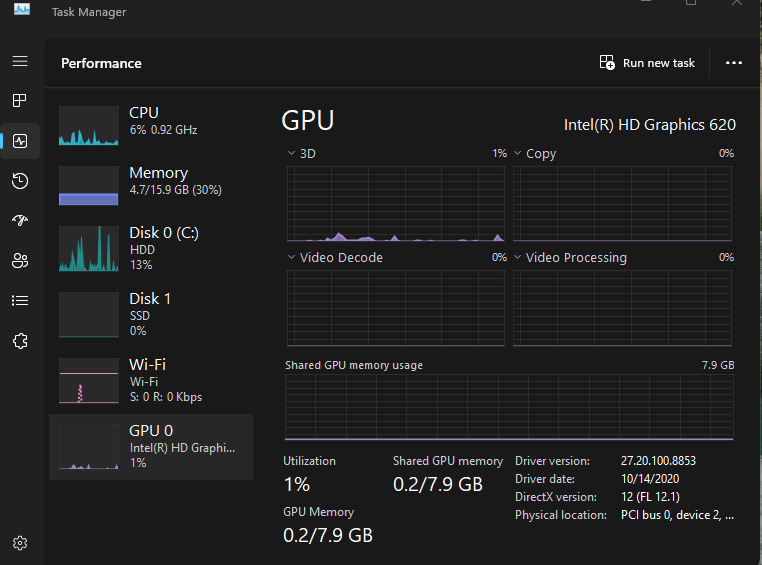 Task Manager
Performance
Run new task
CPU
6% 0.92 GHz
Memory
4.7/15.9 GB (30%)
Disk 0 (C:)
HDD
13%
Disk 1
SSD
0%
Wi-Fi
Wi-Fi
S: 0 R: 0 Kbps
GPU 0
Intel(R) HD Graphi...
1%
GPU
Intel(R) HD Graphics 620
3D 1%
Copy 0%
Video Decode 0%
Video Processing 0%
Shared GPU memory usage 7.9 GB
Utilization
1%
Shared GPU memory
0.2/7.9 GB
GPU Memory
0.2/7.9 GB
Driver version: 27.20.100.8853
Driver date: 10/14/2020
DirectX version: 12 (FL 12.1)
Physical location: PCI bus 0, device 2, ...